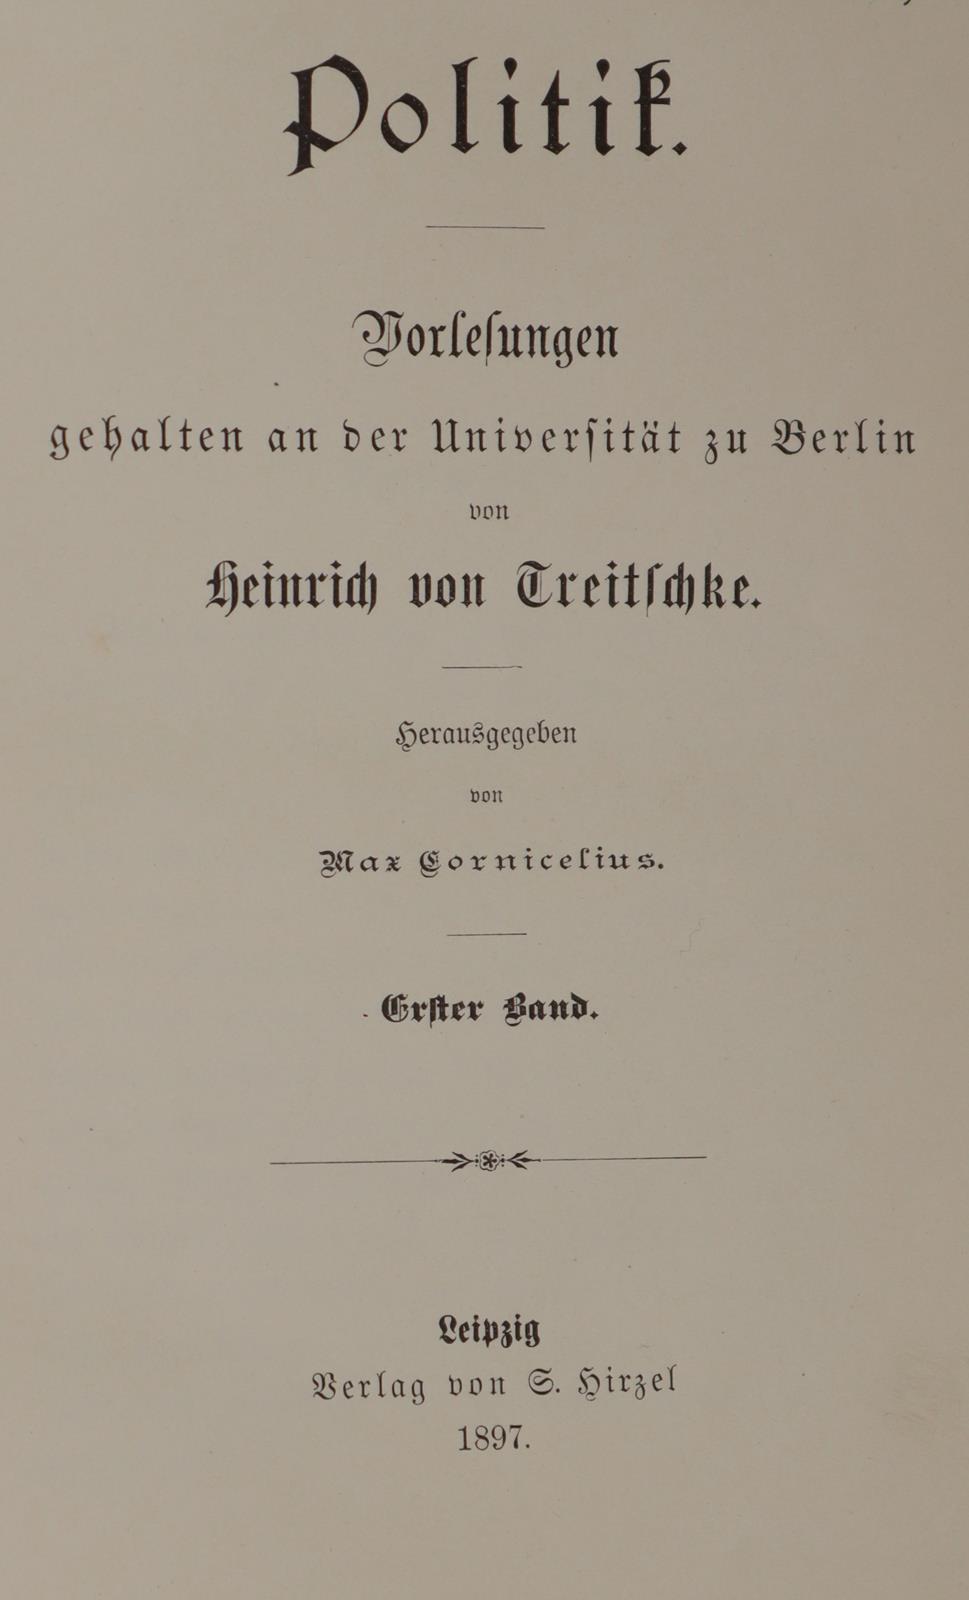 Politik.
Vorleſungen
gehalten an der Univerſität zu Berlin
von
Heinrich von Treitſchke.
Herausgegeben
von
Max Cornicelius.
Erſter Band.
Leipzig
Verlag von S. Hirzel
1897.